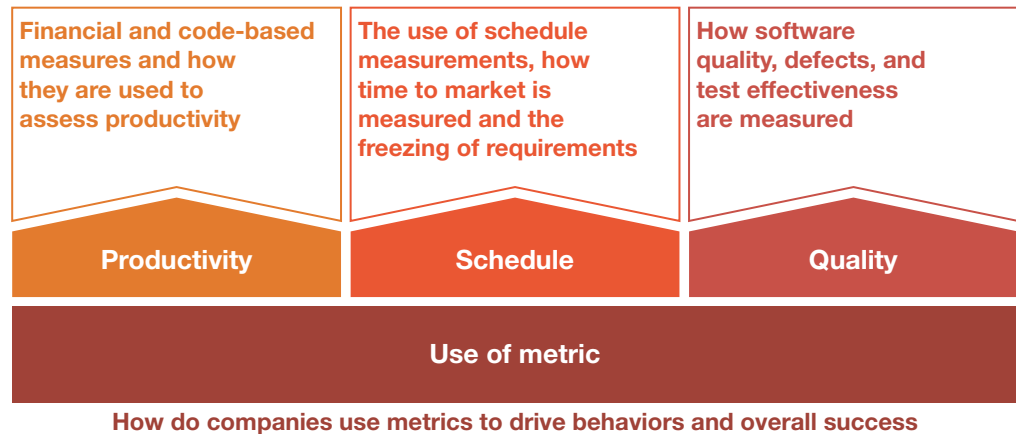 Financial and code-based
measures and how
they are used to
assess productivity
The use of schedule
measurements, how
time to market is
measured and the
freezing of requirements
How software
quality, defects, and
test effectiveness
are measured
Productivity
Schedule
Quality
Use of metric
How do companies use metrics to drive behaviors and overall success